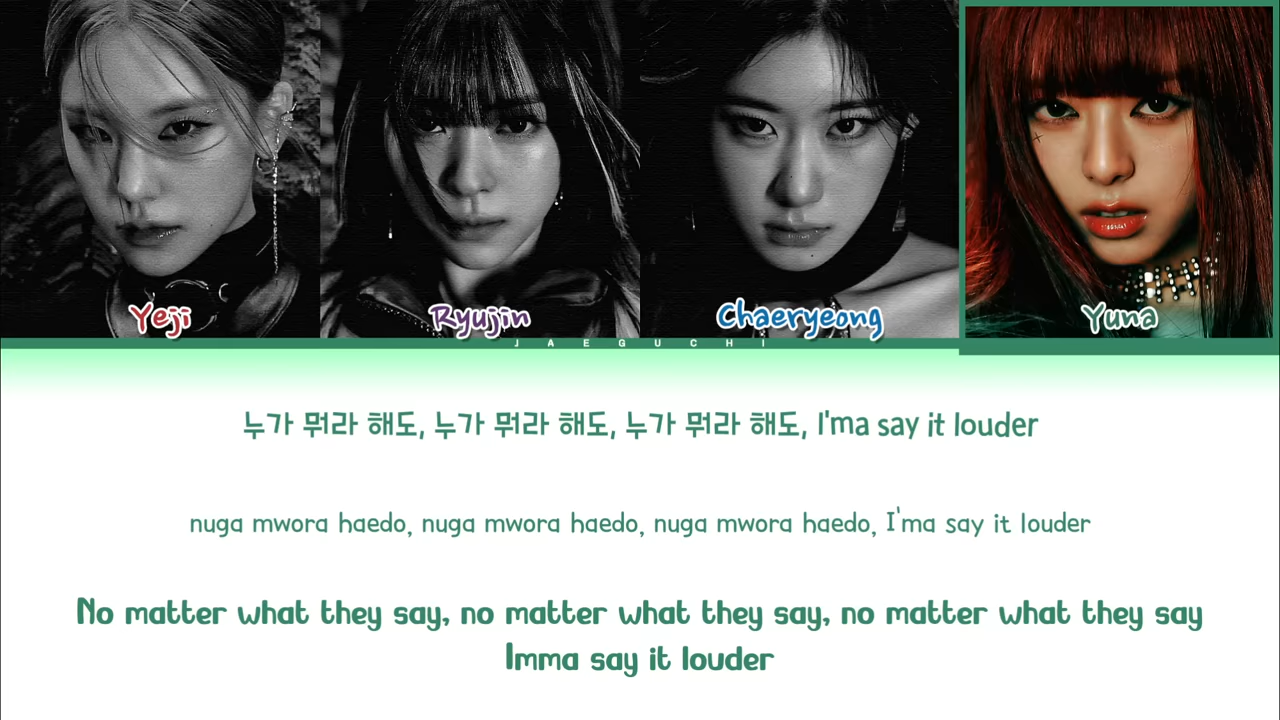 Yeji
Ryujin
Chaeryeong
Yuna
JAEGUCHI
누가 뭐라 해도, 누가 뭐라 해도, 누가 뭐라 해도, I'ma say it louder
nuga mwora haedo, nuga mwora haedo, nuga mwora haedo, I'ma say it louder
No matter what they say, no matter what they say, no matter what they say
Imma say it louder